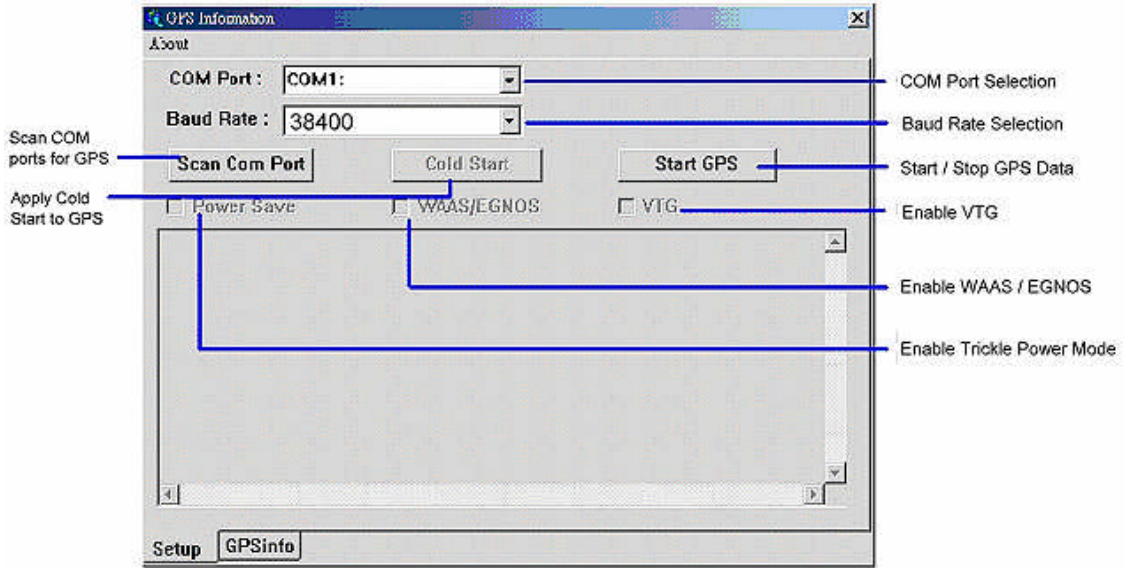 GPS Information
About
COM Port : COM1: COM Port Selection
Baud Rate : 38400 Baud Rate Selection
Scan COM
ports for GPS
Scan Com Port Cold Start Start GPS Start / Stop GPS Data
Apply Cold
Start to GPS
Power Save WAAS/EGNOS VTG Enable VTG
Enable WAAS / EGNOS
Enable Trickle Power Mode
Setup GPSinfo